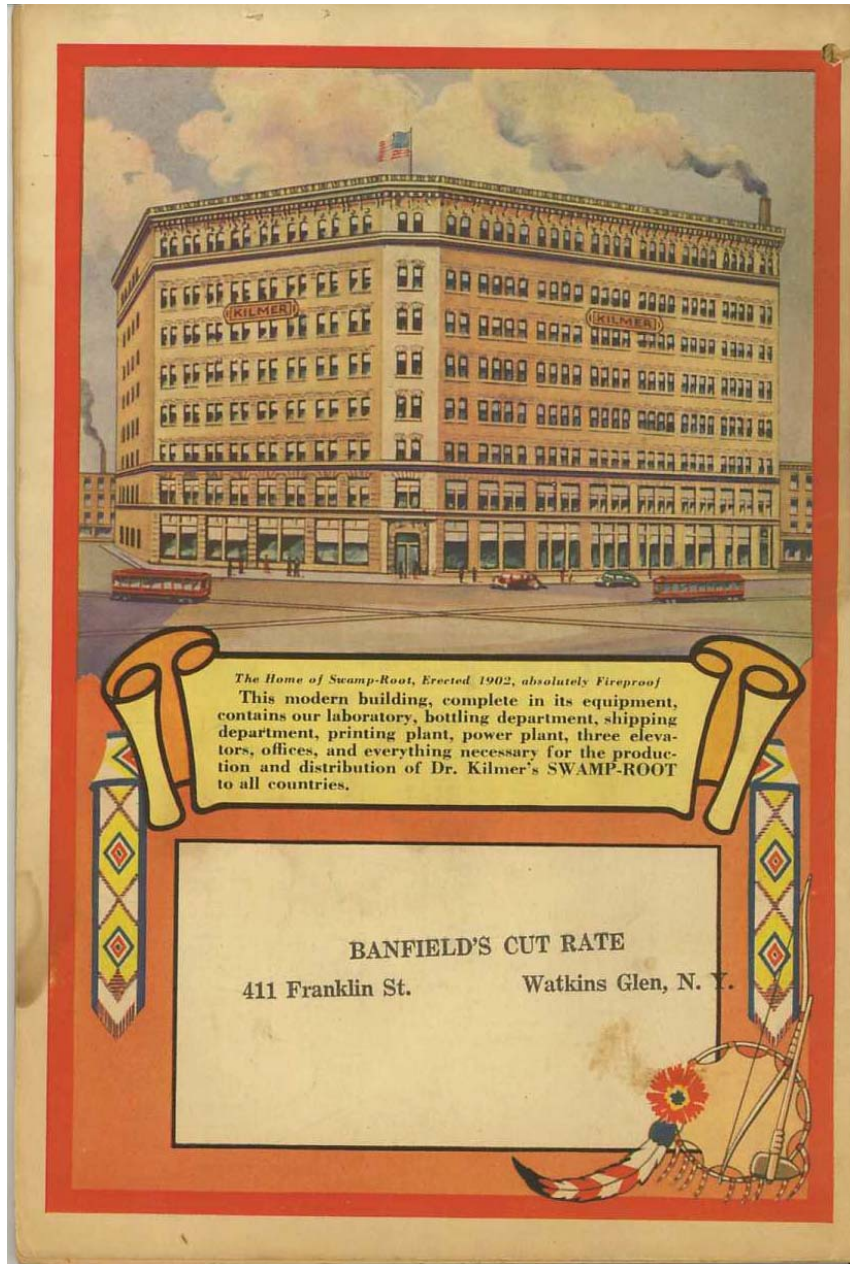 KILMER
KILMER
The Home of Swamp-Root, Erected 1902, absolutely Fireproof
This modern building, complete in its equipment,
contains our laboratory, bottling department, shipping
department, printing plant, power plant, three eleva-
tors, offices, and everything necessary for the produc-
tion and distribution of Dr. Kilmer's SWAMP-ROOT
to all countries.
BANFIELD'S CUT RATE
411 Franklin St. Watkins Glen, N. Y.